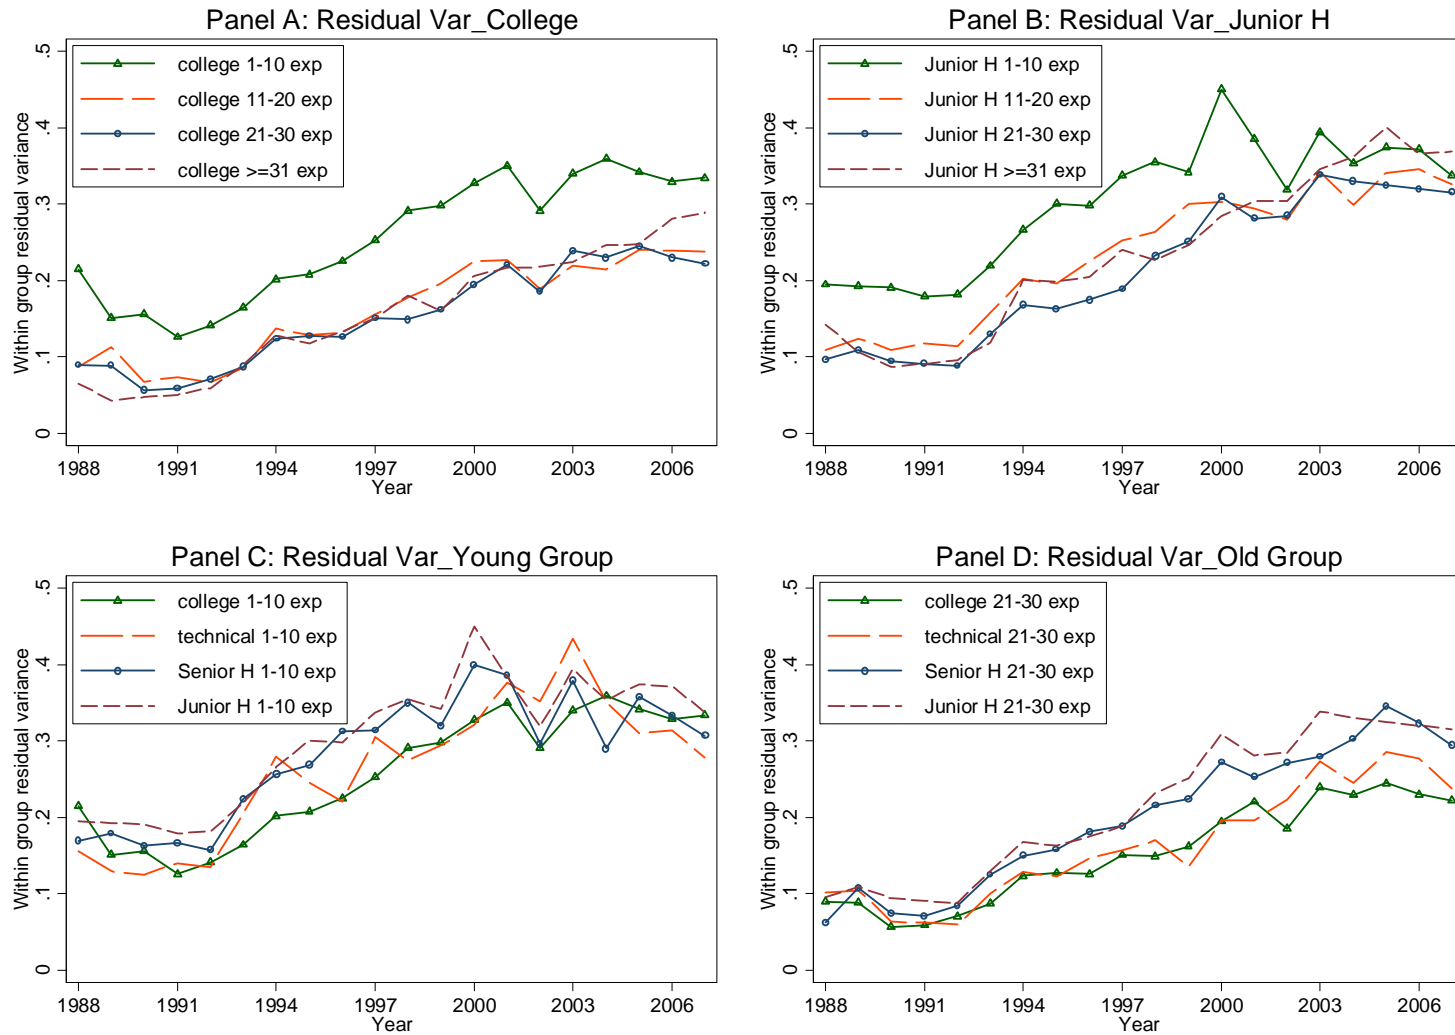 Panel A: Residual Var_College
Within group residual variance
.5
.4
.3
.2
.1
0
college 1-10 exp
college 11-20 exp
college 21-30 exp
college >=31 exp
1988 1991 1994 1997 2000 2003 2006
Year
Panel B: Residual Var_Junior H
Within group residual variance
.5
.4
.3
.2
.1
0
Junior H 1-10 exp
Junior H 11-20 exp
Junior H 21-30 exp
Junior H >=31 exp
1988 1991 1994 1997 2000 2003 2006
Year
Panel C: Residual Var_Young Group
Within group residual variance
.5
.4
.3
.2
.1
0
college 1-10 exp
technical 1-10 exp
Senior H 1-10 exp
Junior H 1-10 exp
1988 1991 1994 1997 2000 2003 2006
Year
Panel D: Residual Var_Old Group
Within group residual variance
.5
.4
.3
.2
.1
0
college 21-30 exp
technical 21-30 exp
Senior H 21-30 exp
Junior H 21-30 exp
1988 1991 1994 1997 2000 2003 2006
Year